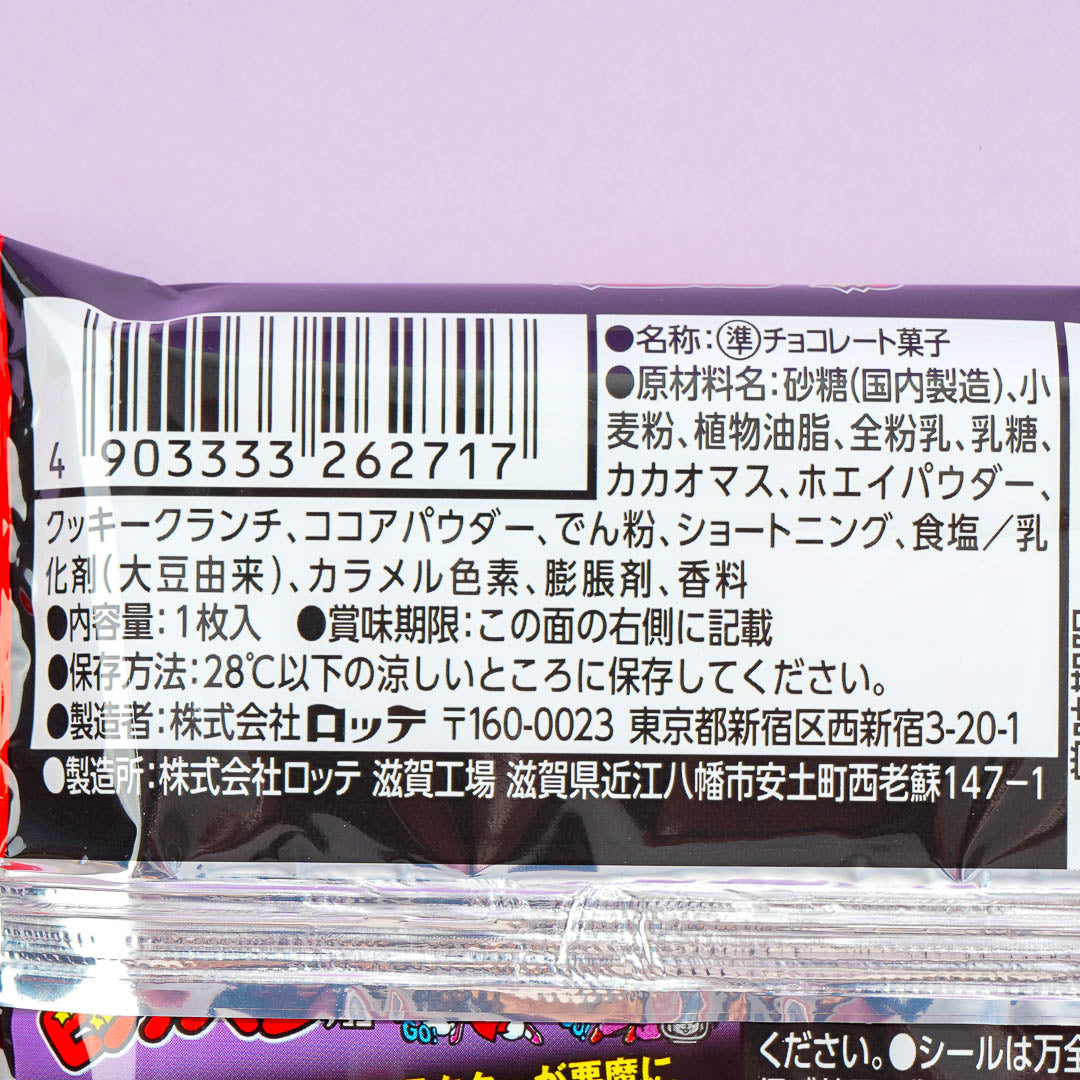 4 903333 262717
●名称:㊤チョコレート菓子
●原材料名:砂糖(国内製造)、小
麦粉、植物油脂、全粉乳、乳糖、
カカオマス、ホエイパウダー、
クッキークランチ、ココアパウダー、でん粉、ショートニング、食塩/乳
化剤(大豆由来)、カラメル色素、膨脹剤、香料
●内容量:1枚入 ●賞味期限:この面の右側に記載
●保存方法:28℃以下の涼しいところに保存してください。
●製造者:株式会社ロッテ 〒160-0023 東京都新宿区西新宿3-20-1
●製造所:株式会社ロッテ 滋賀工場 滋賀県近江八幡市安土町西老蘇147-1
GO!
が悪魔に
ください。●シールは万全